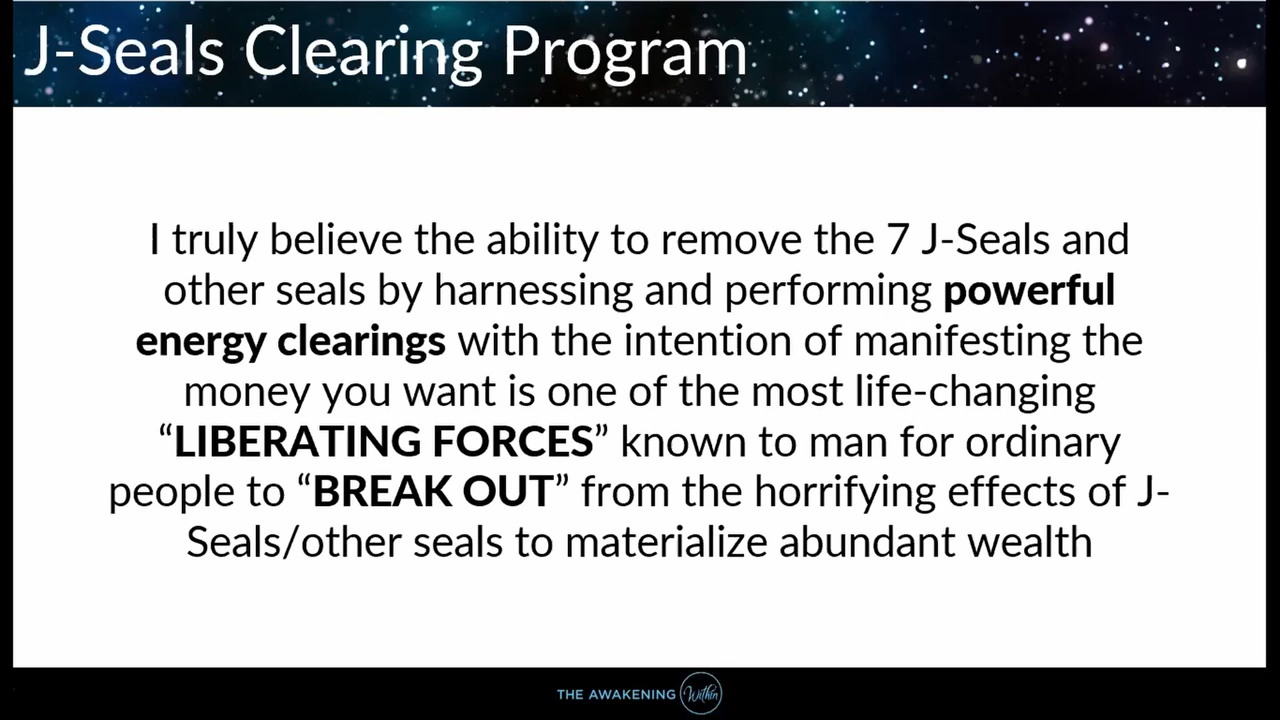 J-Seals Clearing Program
I truly believe the ability to remove the 7 J-Seals and
other seals by harnessing and performing powerful
energy clearings with the intention of manifesting the
money you want is one of the most life-changing
“LIBERATING FORCES” known to man for ordinary
people to “BREAK OUT” from the horrifying effects of J-
Seals/other seals to materialize abundant wealth
THE AWAKENING Within